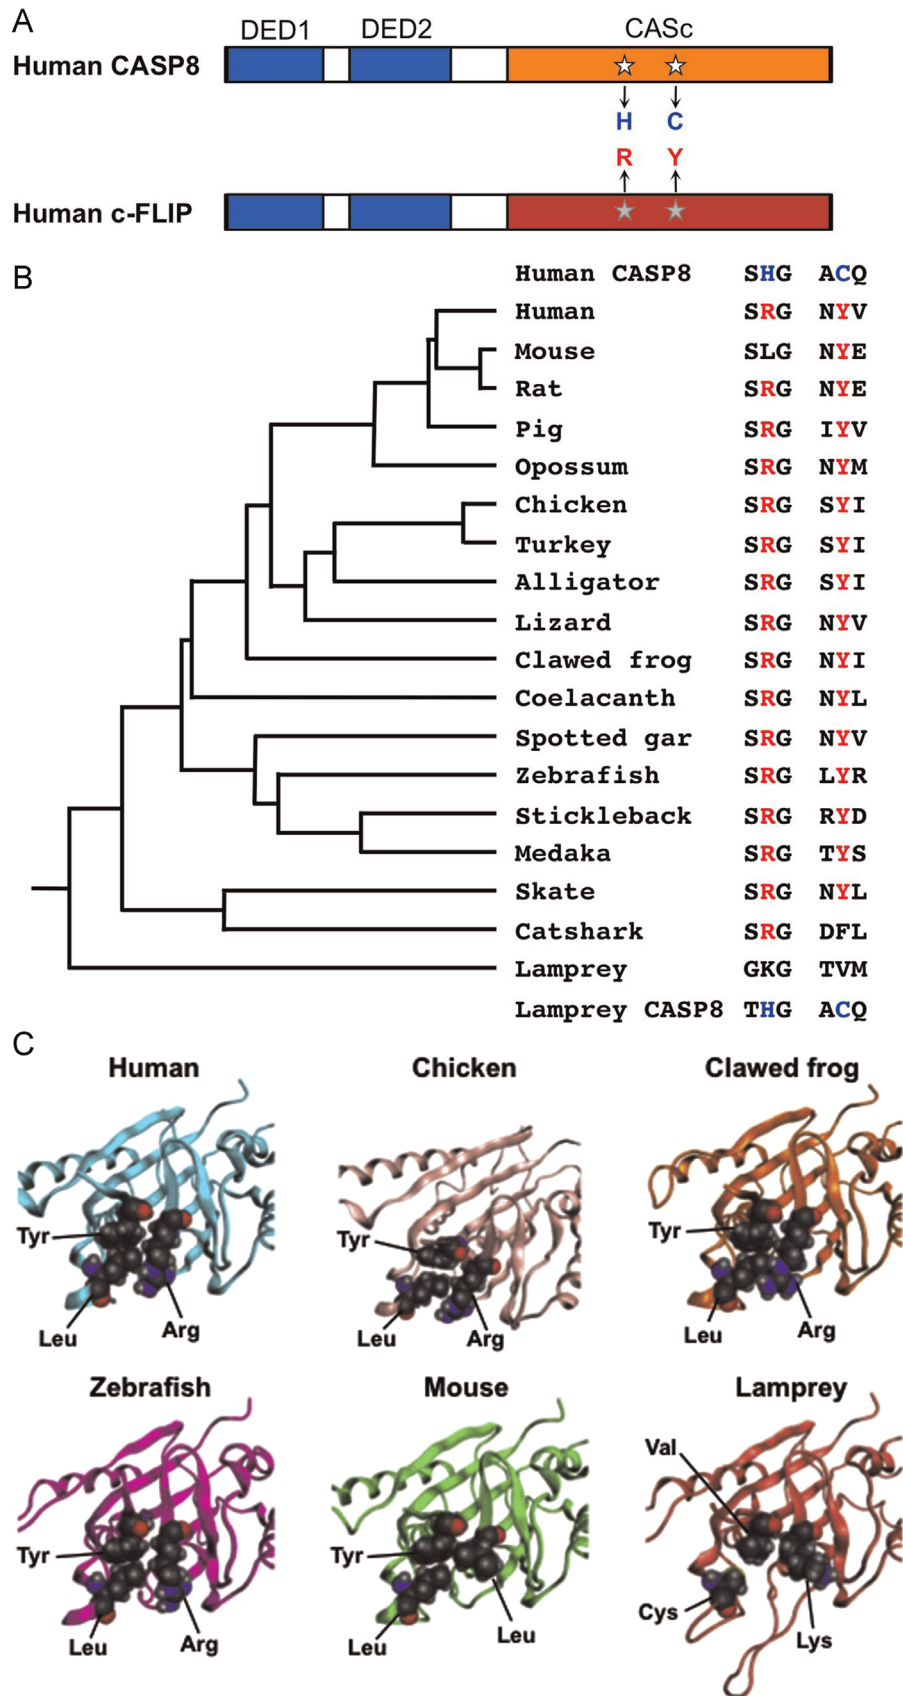 A
DED1 DED2 CASc
Human CASP8
H C
R Y
Human c-FLIP
B
Human CASP8 SHG ACQ
Human SRG NYV
Mouse SLG NYE
Rat SRG NYE
Pig SRG IYV
Opossum SRG NYM
Chicken SRG SYI
Turkey SRG SYI
Alligator SRG SYI
Lizard SRG NYV
Clawed frog SRG NYI
Coelacanth SRG NYL
Spotted gar SRG NYV
Zebrafish SRG LYR
Stickleback SRG RYD
Medaka SRG TYS
Skate SRG NYL
Catshark SRG DFL
Lamprey GKG TVM
Lamprey CASP8 THG ACQ
C
Human Chicken Clawed frog
Tyr Tyr Tyr
Leu Arg Leu Arg Leu Arg
Zebrafish Mouse Lamprey
Val
Tyr Tyr
Cys
Leu Arg Leu Leu Lys